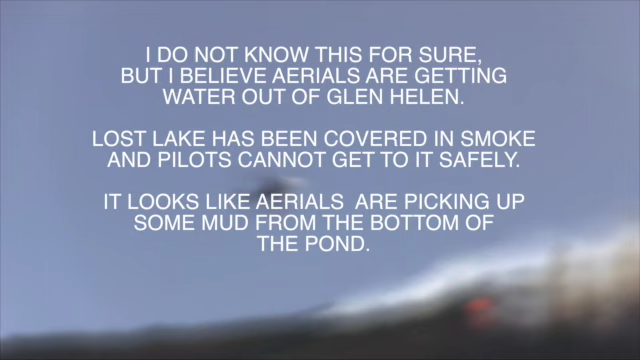 I DO NOT KNOW THIS FOR SURE,
BUT I BELIEVE AERIALS ARE GETTING
WATER OUT OF GLEN HELEN.
LOST LAKE HAS BEEN COVERED IN SMOKE
AND PILOTS CANNOT GET TO IT SAFELY.
IT LOOKS LIKE AERIALS  ARE PICKING UP
SOME MUD FROM THE BOTTOM OF
THE POND.